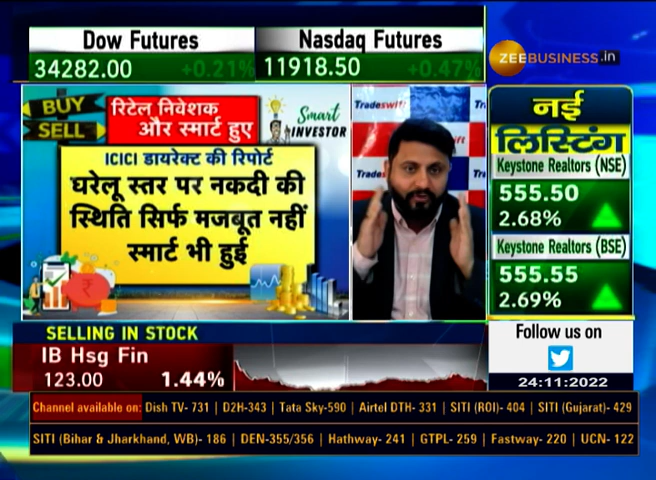 Dow Futures
34282.00 +0.21%
Nasdaq Futures
11918.50 +0.47%
ZEEBUSINESS.in
BUY
SELL
रिटेल निवेशक
और स्मार्ट हुए
Smart
INVESTOR
ICICI डायरेक्ट की रिपोर्ट
घरेलू स्तर पर नकदी की
स्थिति सिर्फ मजबूत नहीं
स्मार्ट भी हुई
Tradeswift
नई
लिस्टिंग
Keystone Realtors (NSE)
555.50
2.68%
Keystone Realtors (BSE)
555.55
2.69%
SELLING IN STOCK
IB Hsg Fin
123.00 1.44%
Follow us on
24:11:2022
Channel available on: Dish TV- 731 | D2H-343 | Tata Sky-590 | Airtel DTH- 331 | SITI (ROI)- 404 | SITI (Gujarat)- 429
SITI (Bihar & Jharkhand, WB)- 186 | DEN-355/356 | Hathway- 241 | GTPL- 259 | Fastway- 220 | UCN- 122